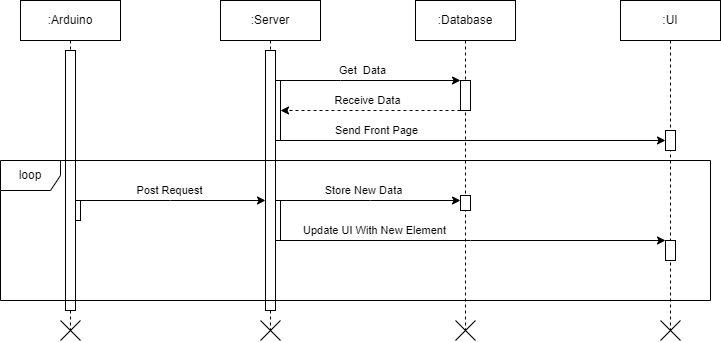 :Arduino
:Server
:Database
:UI
Get Data
Receive Data
Send Front Page
loop
Post Request
Store New Data
Update UI With New Element